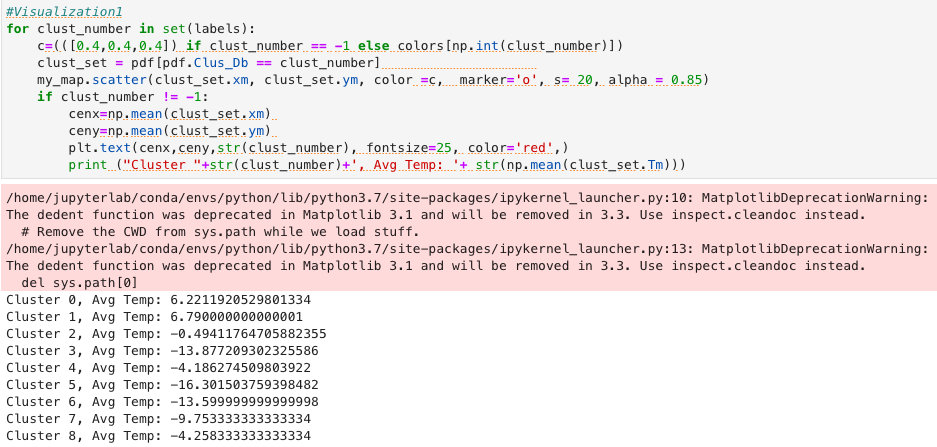 #Visualization1
for clust_number in set(labels):
    c=(([0.4,0.4,0.4]) if clust_number == -1 else colors[np.int(clust_number)])
    clust_set = pdf[pdf.Clus_Db == clust_number]
    my_map.scatter(clust_set.xm, clust_set.ym, color =c,  marker='o', s= 20, alpha = 0.85)
    if clust_number != -1:
        cenx=np.mean(clust_set.xm)
        ceny=np.mean(clust_set.ym)
        plt.text(cenx,ceny,str(clust_number), fontsize=25, color='red',)
        print ("Cluster "+str(clust_number)+', Avg Temp: '+ str(np.mean(clust_set.Tm)))
/home/jupyterlab/conda/envs/python/lib/python3.7/site-packages/ipykernel_launcher.py:10: MatplotlibDeprecationWarning:
The dedent function was deprecated in Matplotlib 3.1 and will be removed in 3.3. Use inspect.cleandoc instead.
  # Remove the CWD from sys.path while we load stuff.
/home/jupyterlab/conda/envs/python/lib/python3.7/site-packages/ipykernel_launcher.py:13: MatplotlibDeprecationWarning:
The dedent function was deprecated in Matplotlib 3.1 and will be removed in 3.3. Use inspect.cleandoc instead.
  del sys.path[0]
Cluster 0, Avg Temp: 6.2211920529801334
Cluster 1, Avg Temp: 6.790000000000001
Cluster 2, Avg Temp: -0.49411764705882355
Cluster 3, Avg Temp: -13.877209302325586
Cluster 4, Avg Temp: -4.186274509803922
Cluster 5, Avg Temp: -16.301503759398482
Cluster 6, Avg Temp: -13.599999999999998
Cluster 7, Avg Temp: -9.753333333333334
Cluster 8, Avg Temp: -4.258333333333334